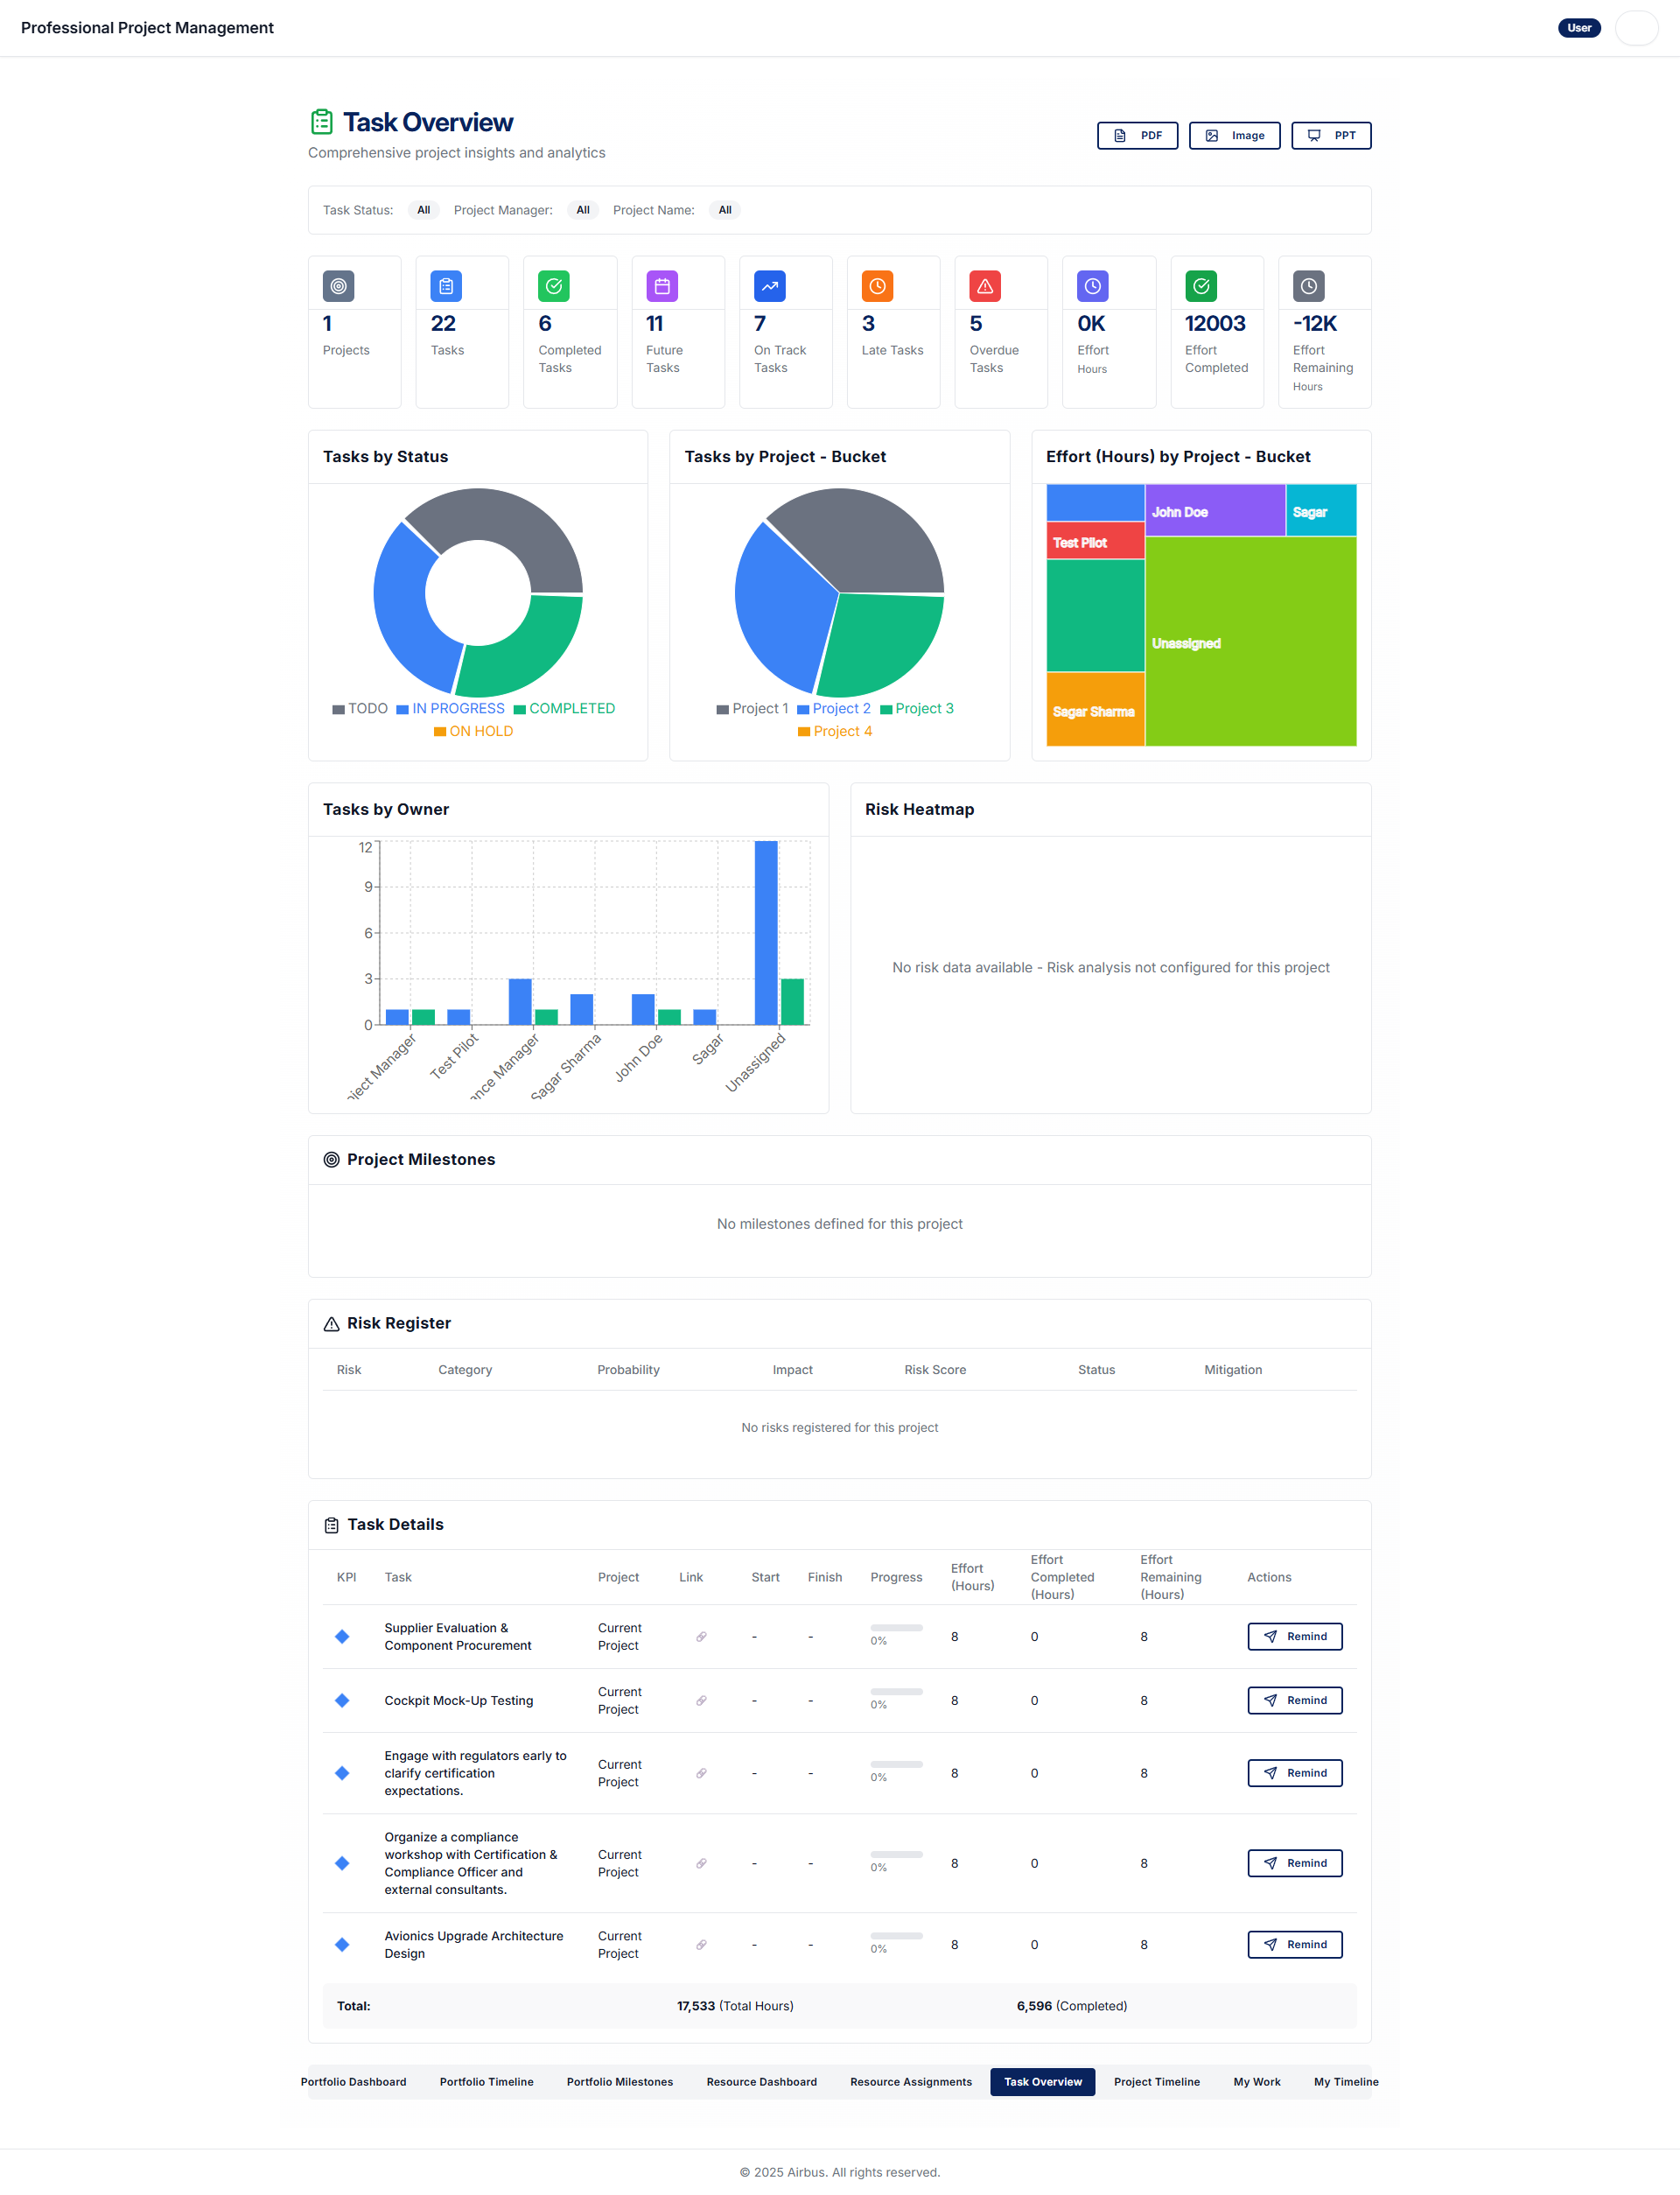 Professional Project Management
User
Task Overview
Comprehensive project insights and analytics
PDF
Image
PPT
Task Status: All Project Manager: All Project Name: All
1
Projects
22
Tasks
6
Completed
Tasks
11
Future
Tasks
7
On Track
Tasks
3
Late Tasks
5
Overdue
Tasks
0K
Effort
Hours
12003
Effort
Completed
-12K
Effort
Remaining
Hours
Tasks by Status
TODO IN PROGRESS COMPLETED
ON HOLD
Tasks by Project - Bucket
Project 1 Project 2 Project 3
Project 4
Effort (Hours) by Project - Bucket
John Doe
Sagar
Test Pilot
Unassigned
Sagar Sharma
Tasks by Owner
12
9
6
3
0
ject Manager
Test Pilot
ance Manager
Sagar Sharma
John Doe
Sagar
Unassigned
Risk Heatmap
No risk data available - Risk analysis not configured for this project
Project Milestones
No milestones defined for this project
Risk Register
Risk Category Probability Impact Risk Score Status Mitigation
No risks registered for this project
Task Details
KPI Task Project Link Start Finish Progress
Effort
(Hours)
Effort
Completed
(Hours)
Effort
Remaining
(Hours)
Actions
Supplier Evaluation &
Component Procurement
Current
Project
- -
0%
8 0 8 Remind
Cockpit Mock-Up Testing
Current
Project
- -
0%
8 0 8 Remind
Engage with regulators early to
clarify certification
expectations.
Current
Project
- -
0%
8 0 8 Remind
Organize a compliance
workshop with Certification &
Compliance Officer and
external consultants.
Current
Project
- -
0%
8 0 8 Remind
Avionics Upgrade Architecture
Design
Current
Project
- -
0%
8 0 8 Remind
Total: 17,533 (Total Hours) 6,596 (Completed)
Portfolio Dashboard Portfolio Timeline Portfolio Milestones Resource Dashboard Resource Assignments Task Overview Project Timeline My Work My Timeline
© 2025 Airbus. All rights reserved.